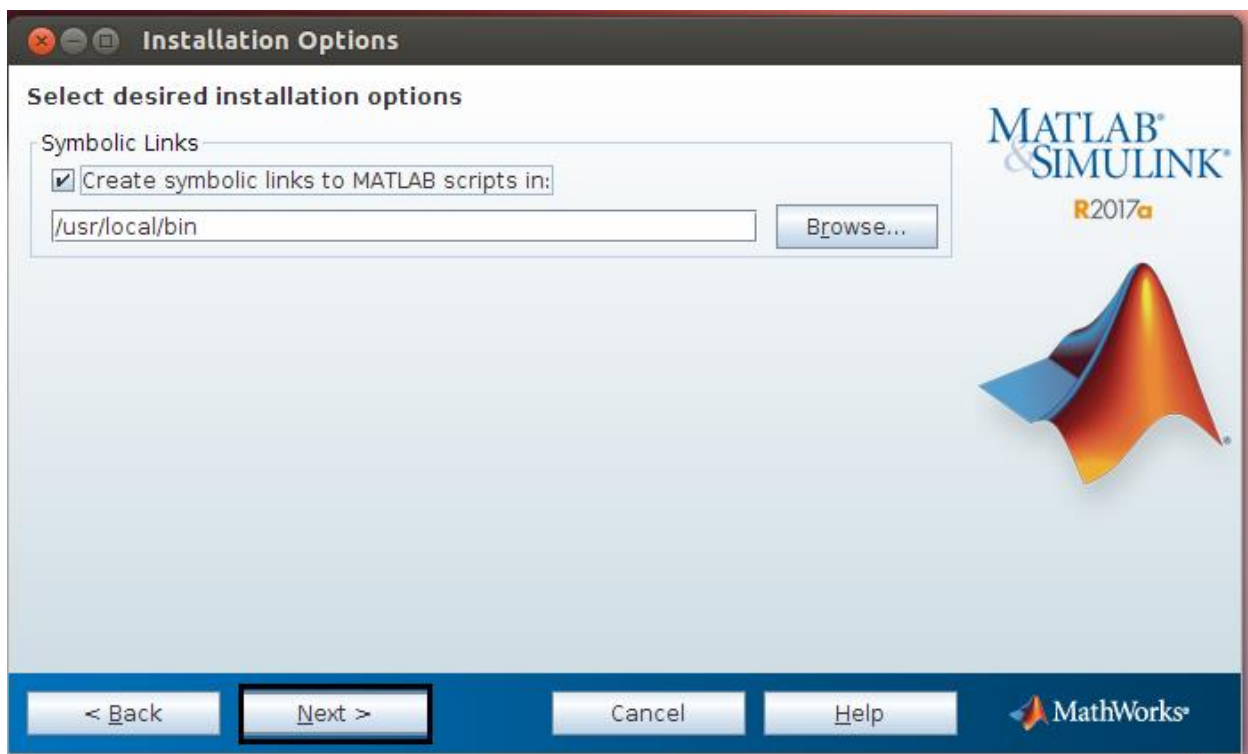 Installation Options
Select desired installation options
Symbolic Links
Create symbolic links to MATLAB scripts in:
/usr/local/bin
Browse...
MATLAB®
&SIMULINK®
R2017a
< Back
Next >
Cancel
Help
MathWorks®